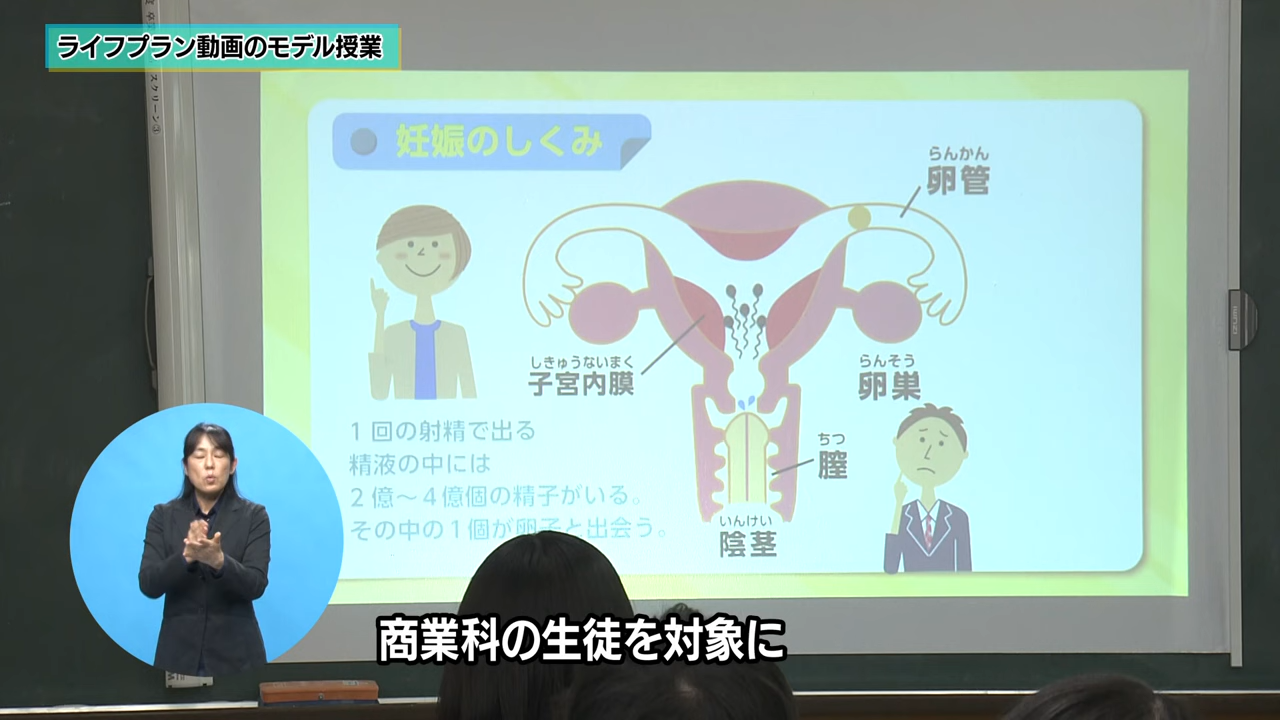 ライフプラン動画のモデル授業
妊娠のしくみ
らんかん
卵管
しきゅうないまく
子宮内膜
らんそう
卵巣
1回の射精で出る
精液の中には
2億～4億個の精子がいる。
その中の1個が卵子と出会う。
ちつ
膣
いんけい
陰茎
商業科の生徒を対象に